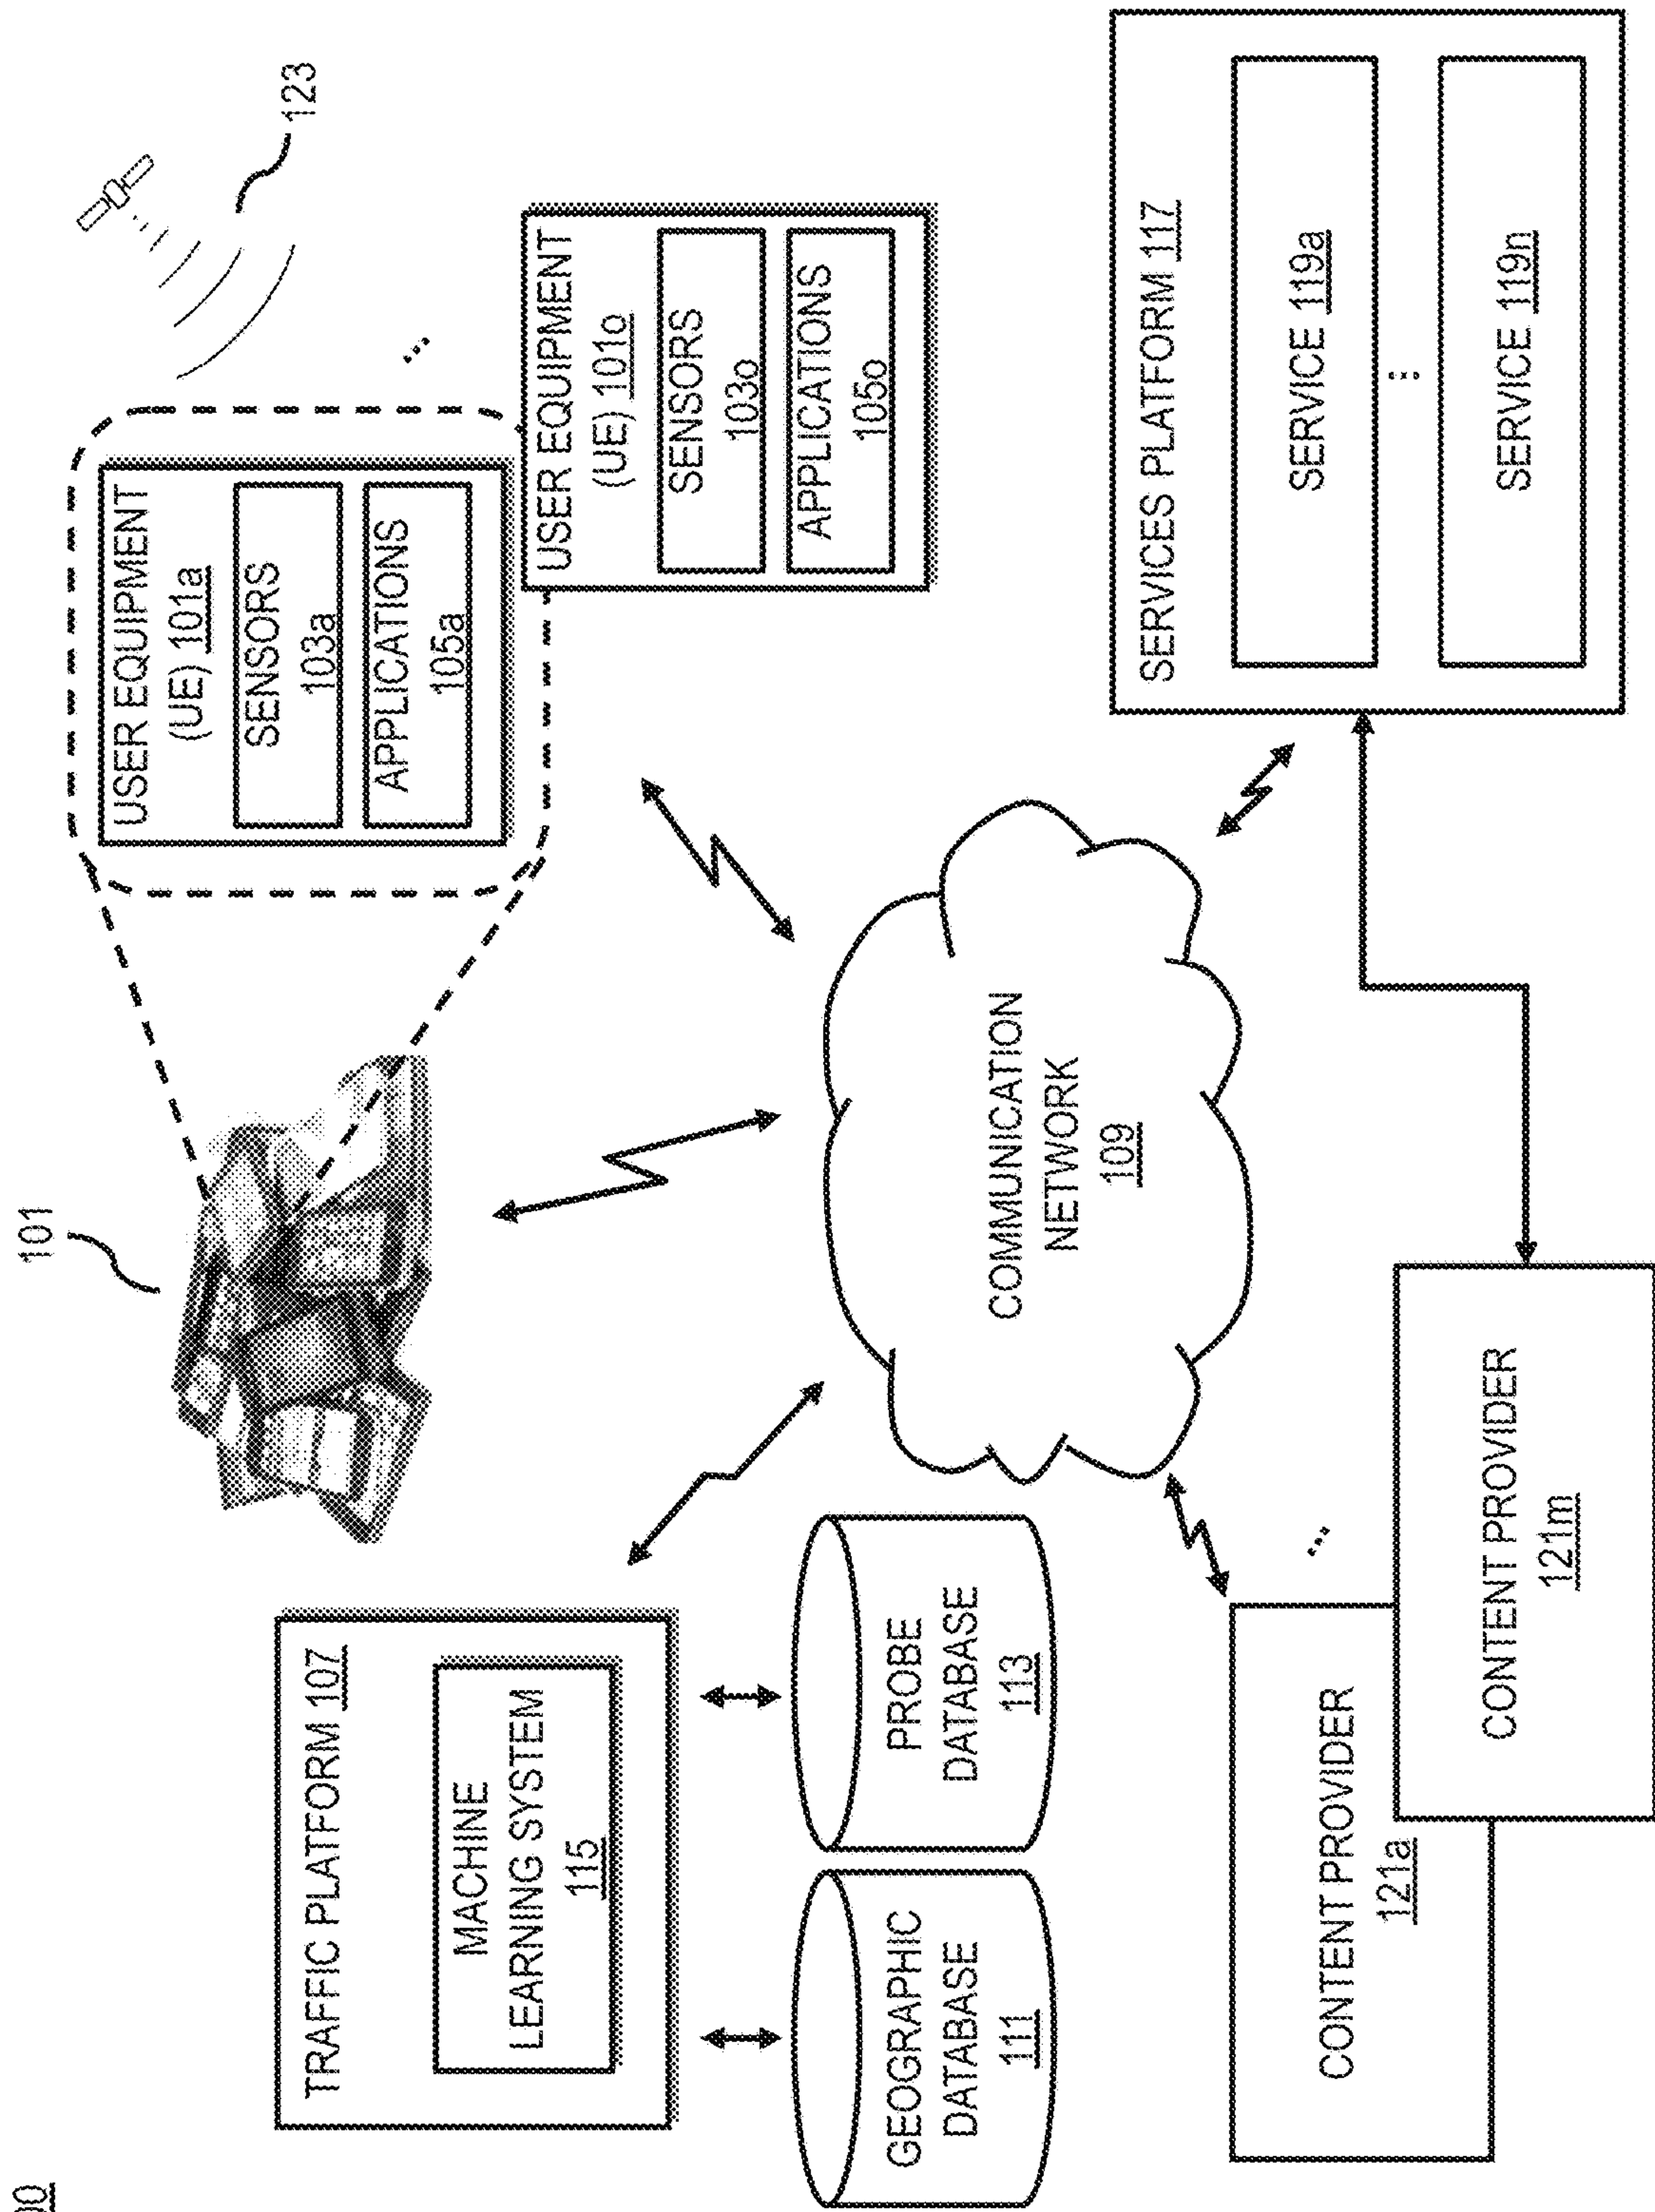 101
123
USER EQUIPMENT
(UE) 101a
SENSORS
103a
APPLICATIONS
105a
USER EQUIPMENT
(UE) 101o
SENSORS
103o
APPLICATIONS
105o
...
TRAFFIC PLATFORM 107
MACHINE
LEARNING SYSTEM
115
GEOGRAPHIC
DATABASE
111
PROBE
DATABASE
113
COMMUNICATION
NETWORK
109
SERVICES PLATFORM 117
SERVICE 119a
...
SERVICE 119n
CONTENT PROVIDER
121a
...
CONTENT PROVIDER
121m